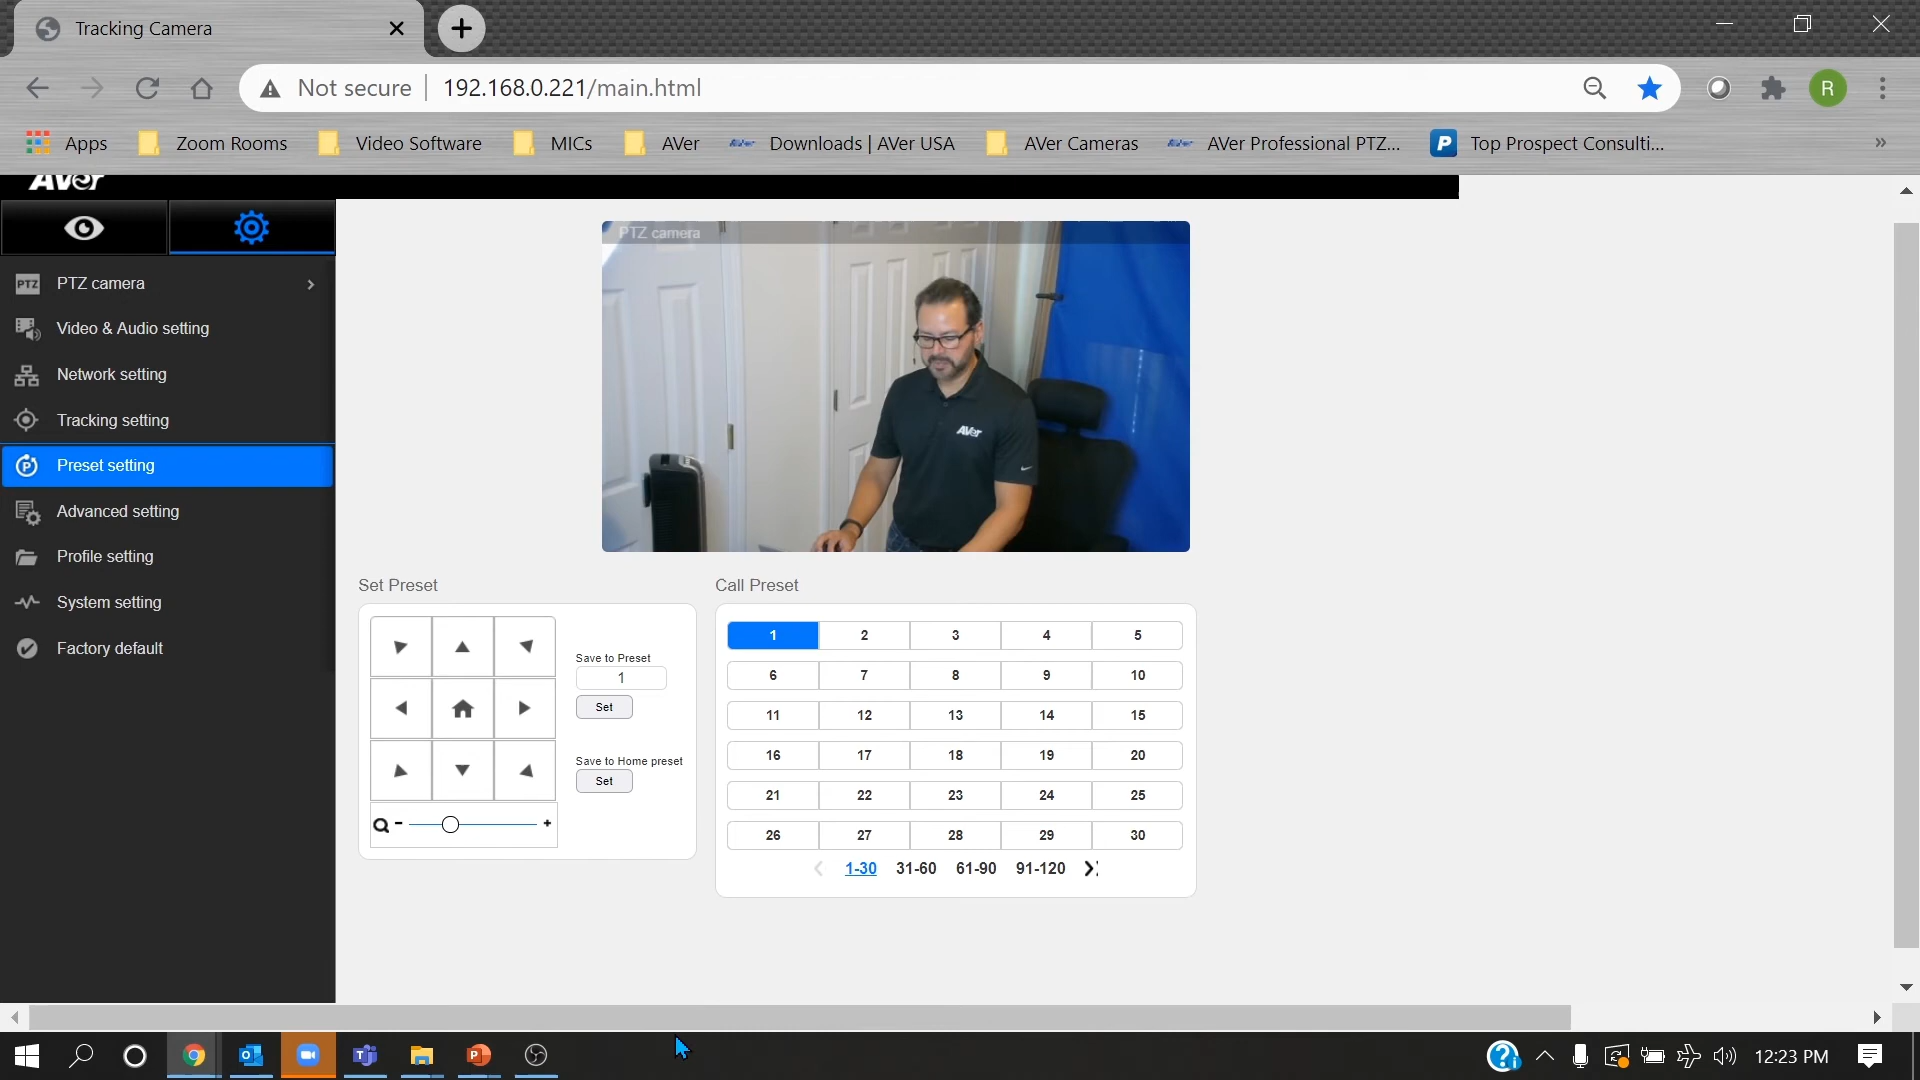 Tracking Camera
Not secure 192.168.0.221/main.html
Apps Zoom Rooms Video Software MICs AVer Downloads | AVer USA AVer Cameras AVer Professional PTZ... Top Prospect Consulti... »
AVer
PTZ camera
PTZ PTZ camera
Video & Audio setting
Network setting
Tracking setting
Preset setting
Advanced setting
Profile setting
System setting
Factory default
AVer
Set Preset
Save to Preset
1
Set
Save to Home preset
Set
- +
Call Preset
1 2 3 4 5
6 7 8 9 10
11 12 13 14 15
16 17 18 19 20
21 22 23 24 25
26 27 28 29 30
1-30 31-60 61-90 91-120
R
P
12:23 PM